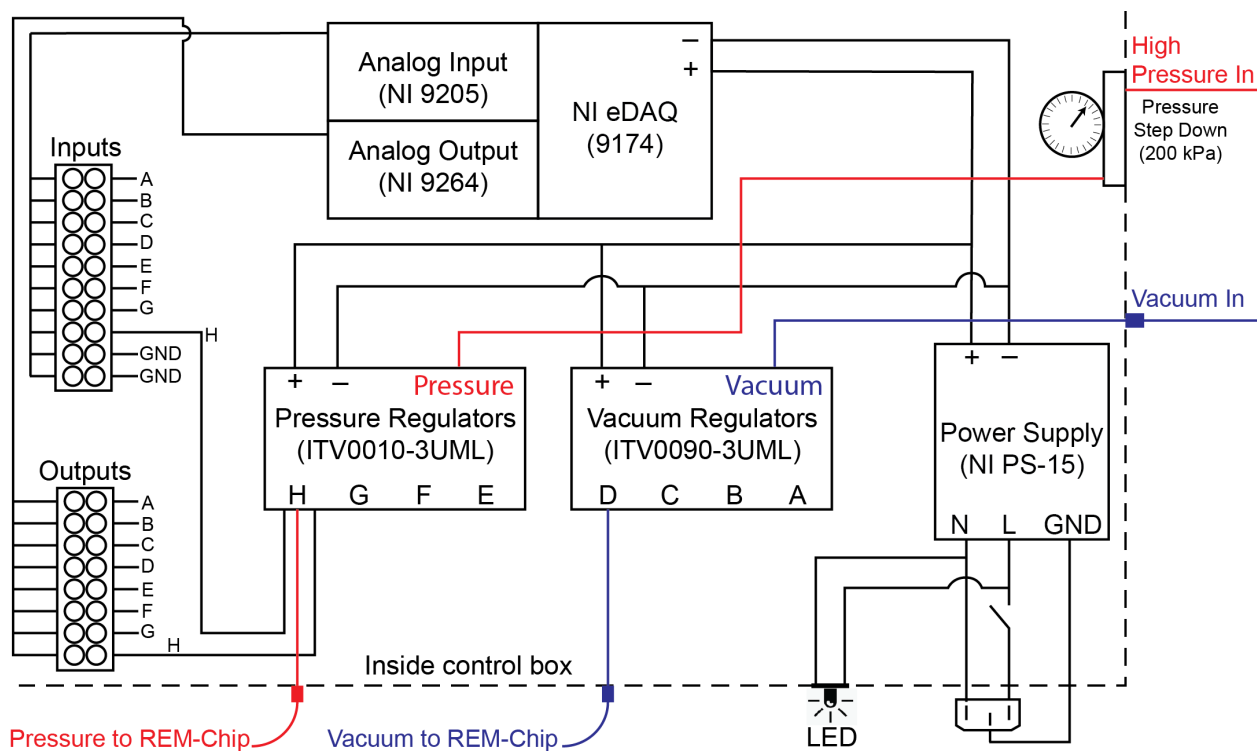 Analog Input
(NI 9205)
Analog Output
(NI 9264)
NI eDAQ
(9174)
–
+
High
Pressure In
Pressure
Step Down
(200 kPa)
Inputs
A
B
C
D
E
F
G
H
GND
GND
Vacuum In
+ – Pressure
Pressure Regulators
(ITV0010-3UML)
H G F E
+ – Vacuum
Vacuum Regulators
(ITV0090-3UML)
D C B A
+ –
Power Supply
(NI PS-15)
N L GND
Outputs
A
B
C
D
E
F
G
H
Inside control box
Pressure to REM-Chip
Vacuum to REM-Chip
LED